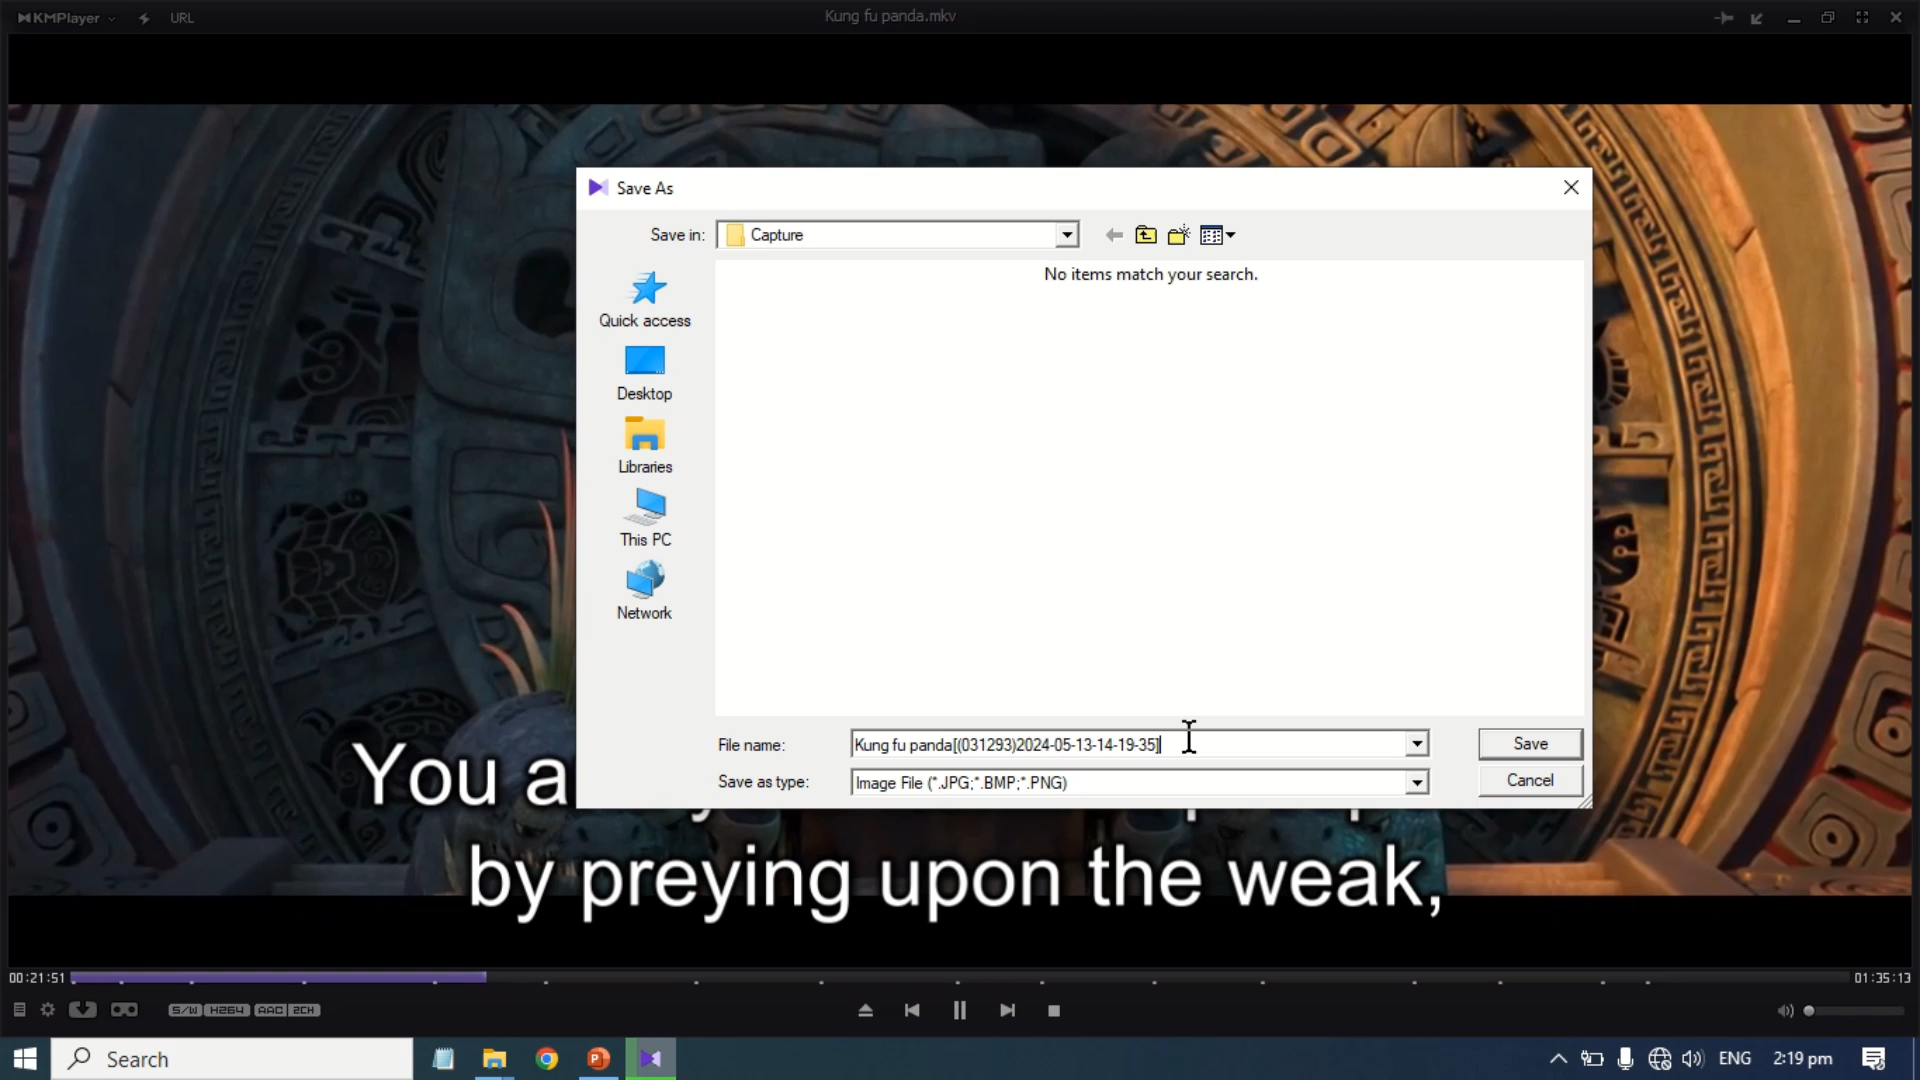 KMPlayer
URL
Kung fu panda.mkv
Save As
Save in:
Capture
No items match your search.
Quick access
Desktop
Libraries
This PC
Network
File name:
Kung fu panda[(031293)2024-05-13-14-19-35]
Save
Save as type:
Image File (*.JPG;*.BMP;*.PNG)
Cancel
You a
by preying upon the weak,
00:21:51
01:35:13
S/W H264 AAC 2CH
Search
ENG
2:19 pm